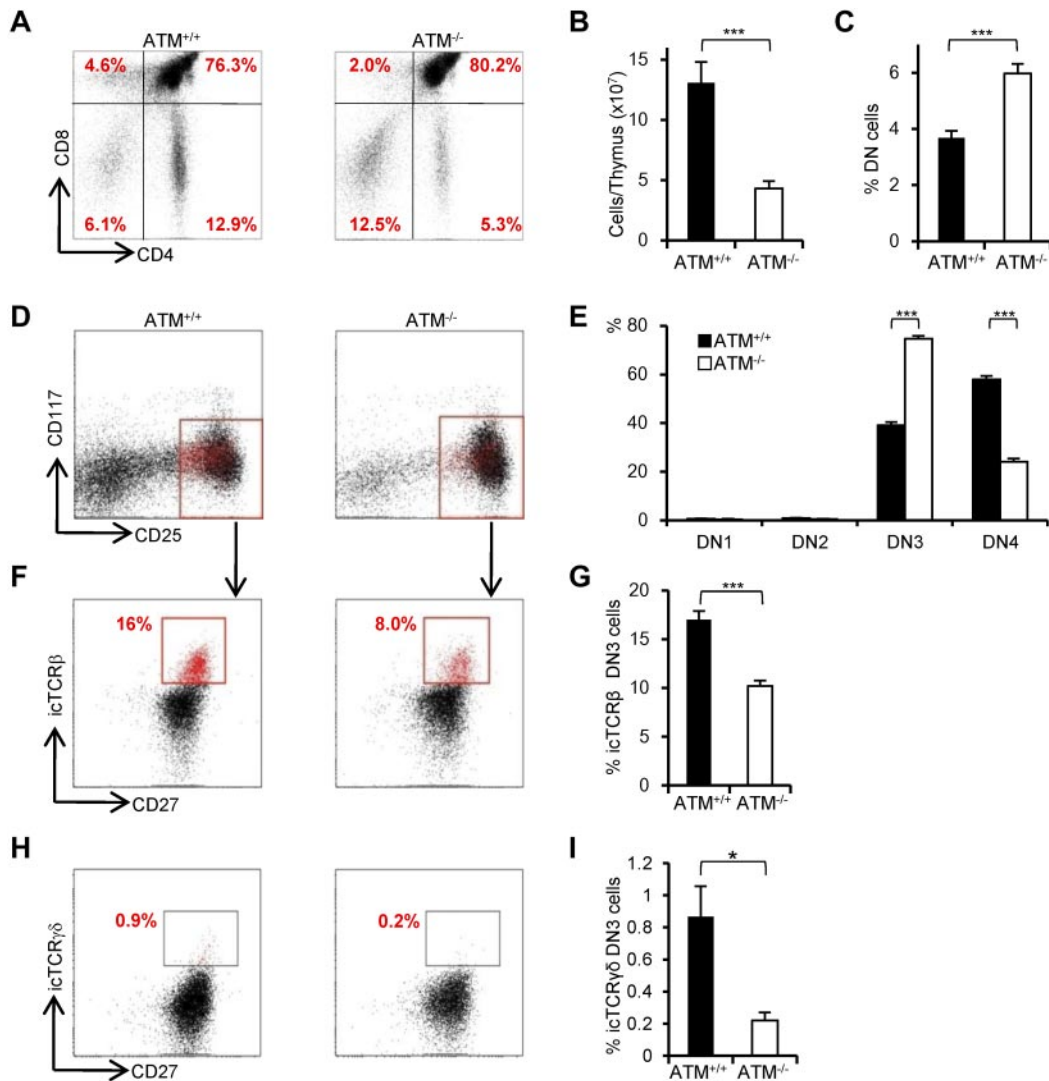 A
ATM+/+
ATM-/-
4.6%
76.3%
2.0%
80.2%
6.1%
12.9%
12.5%
5.3%
CD8
CD4
B
***
Cells/Thymus (x10⁷)
15
10
5
0
ATM+/+
ATM-/-
C
***
% DN cells
6
4
2
0
ATM+/+
ATM-/-
D
ATM+/+
ATM-/-
CD117
CD25
E
%
80
60
40
20
0
ATM+/+
ATM-/-
***
***
DN1
DN2
DN3
DN4
F
16%
8.0%
icTCRβ
CD27
G
***
% icTCRβ DN3 cells
20
15
10
5
0
ATM+/+
ATM-/-
H
0.9%
0.2%
icTCRγδ
CD27
I
*
% icTCRγδ DN3 cells
1.2
1
0.8
0.6
0.4
0.2
0
ATM+/+
ATM-/-